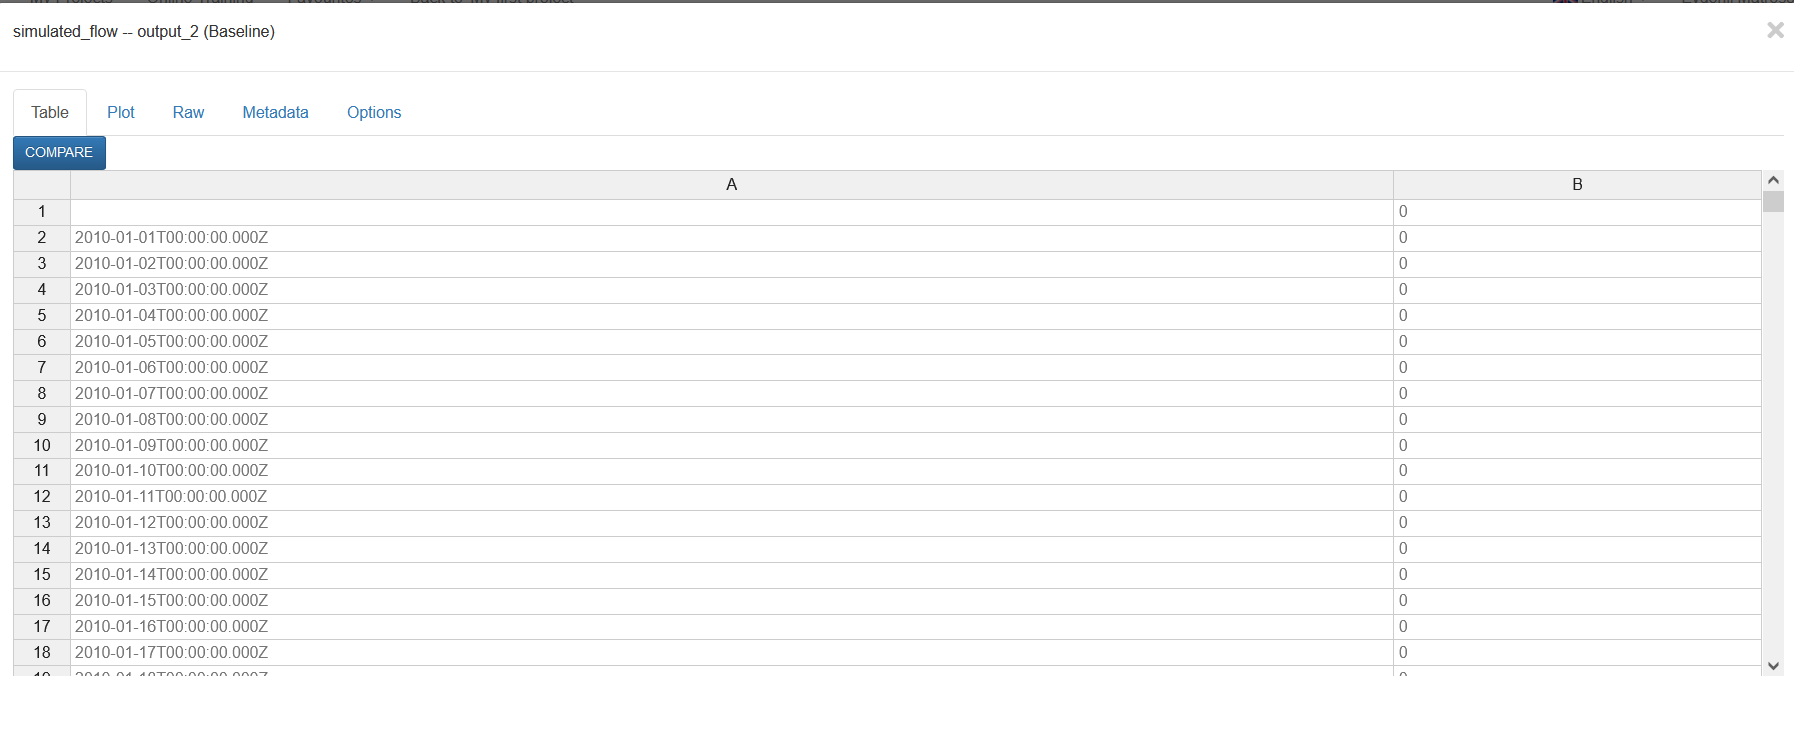 simulated_flow -- output_2 (Baseline)
Table Plot Raw Metadata Options
COMPARE
A B
1 0
2 2010-01-01T00:00:00.000Z 0
3 2010-01-02T00:00:00.000Z 0
4 2010-01-03T00:00:00.000Z 0
5 2010-01-04T00:00:00.000Z 0
6 2010-01-05T00:00:00.000Z 0
7 2010-01-06T00:00:00.000Z 0
8 2010-01-07T00:00:00.000Z 0
9 2010-01-08T00:00:00.000Z 0
10 2010-01-09T00:00:00.000Z 0
11 2010-01-10T00:00:00.000Z 0
12 2010-01-11T00:00:00.000Z 0
13 2010-01-12T00:00:00.000Z 0
14 2010-01-13T00:00:00.000Z 0
15 2010-01-14T00:00:00.000Z 0
16 2010-01-15T00:00:00.000Z 0
17 2010-01-16T00:00:00.000Z 0
18 2010-01-17T00:00:00.000Z 0